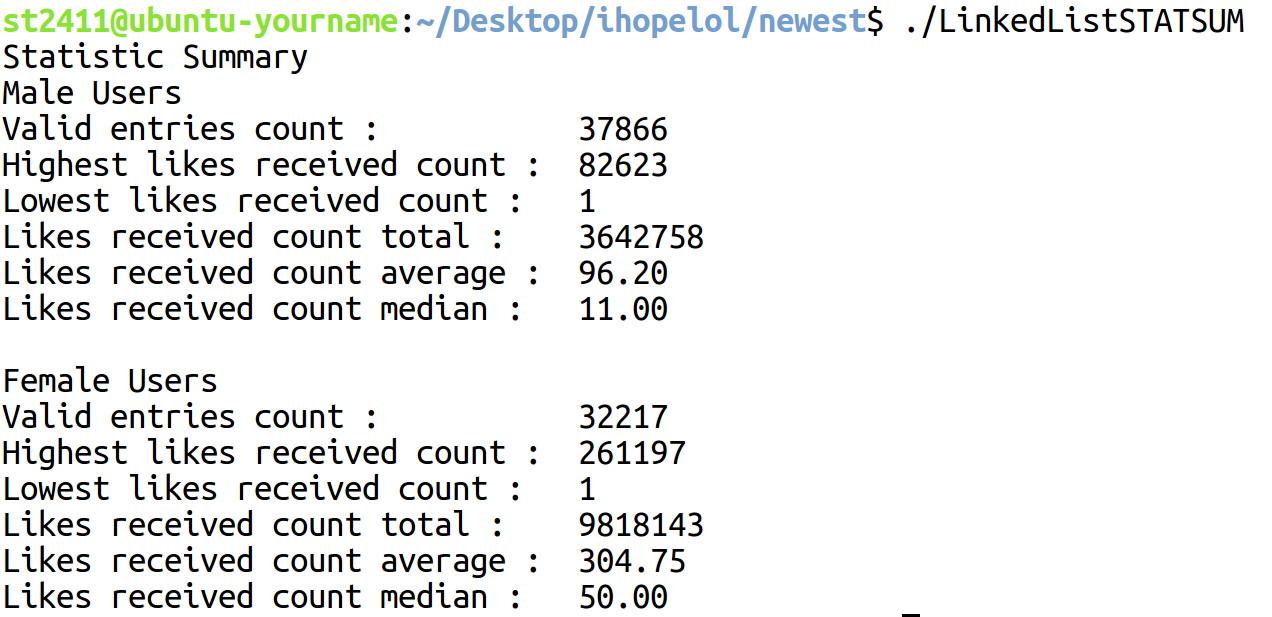 st2411@ubuntu-yourname:~/Desktop/ihopelol/newest$ ./LinkedListSTATSUM
Statistic Summary
Male Users
Valid entries count : 37866
Highest likes received count : 82623
Lowest likes received count : 1
Likes received count total : 3642758
Likes received count average : 96.20
Likes received count median : 11.00

Female Users
Valid entries count : 32217
Highest likes received count : 261197
Lowest likes received count : 1
Likes received count total : 9818143
Likes received count average : 304.75
Likes received count median : 50.00